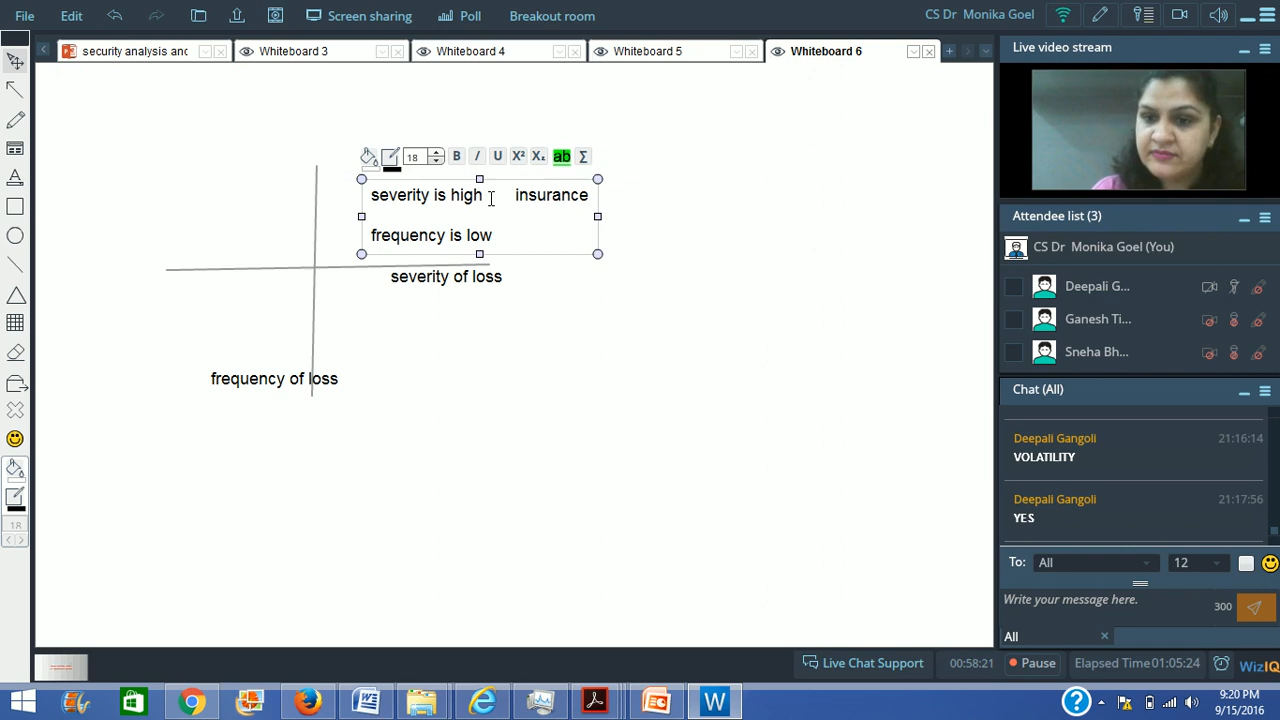 File Edit Screen sharing Poll Breakout room CS Dr Monika Goel
security analysis and Whiteboard 3 Whiteboard 4 Whiteboard 5 Whiteboard 6
Live video stream
18 B I U X² X₂ ab Σ
severity is high insurance
frequency is low
severity of loss
frequency of loss
Attendee list (3)
CS Dr Monika Goel (You)
Deepali G...
Ganesh Ti...
Sneha Bh...
Chat (All)
Deepali Gangoli 21:16:14
VOLATILITY
Deepali Gangoli 21:17:56
YES
To: All 12
Write your message here. 300
All
18
Live Chat Support 00:58:21 Pause Elapsed Time 01:05:24 WizIQ
9:20 PM
9/15/2016